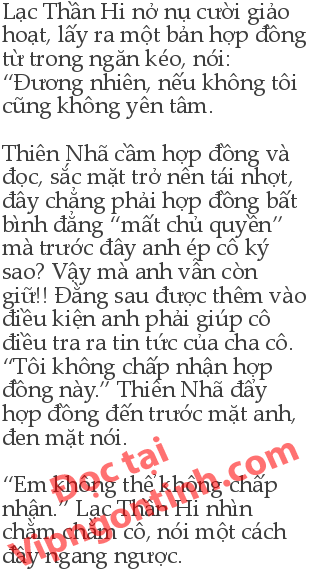 Lạc Thần Hi nở nụ cười giảo
hoạt, lấy ra một bản hợp đồng
từ trong ngăn kéo, nói:
“Đương nhiên, nếu không tôi
cũng không yên tâm.
Thiên Nhã cầm hợp đồng và
đọc, sắc mặt trở nên tái nhợt,
đây chẳng phải hợp đồng bất
bình đẳng “mất chủ quyền”
mà trước đây anh ép cô ký
sao? Vậy mà anh vẫn còn
giữ!! Đằng sau được thêm vào
điều kiện anh phải giúp cô
điều tra ra tin tức của cha cô.
“Tôi không chấp nhận hợp
đồng này.” Thiên Nhã đẩy
hợp đồng đến trước mặt anh,
đen mặt nói.
“Em không thể không chấp
nhận.” Lạc Thần Hi nhìn
chằm chằm cô, nói một cách
đầy ngang ngược.
Đọc tại
Vipngontinh.com